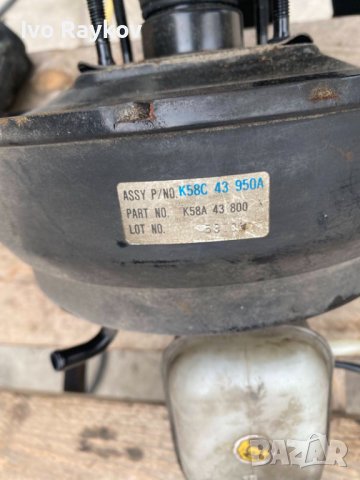 Ivo Raykov
ASSY P/NO. K58C 43 950A
PART NO. K58A 43 800
LOT NO.
BAZAR